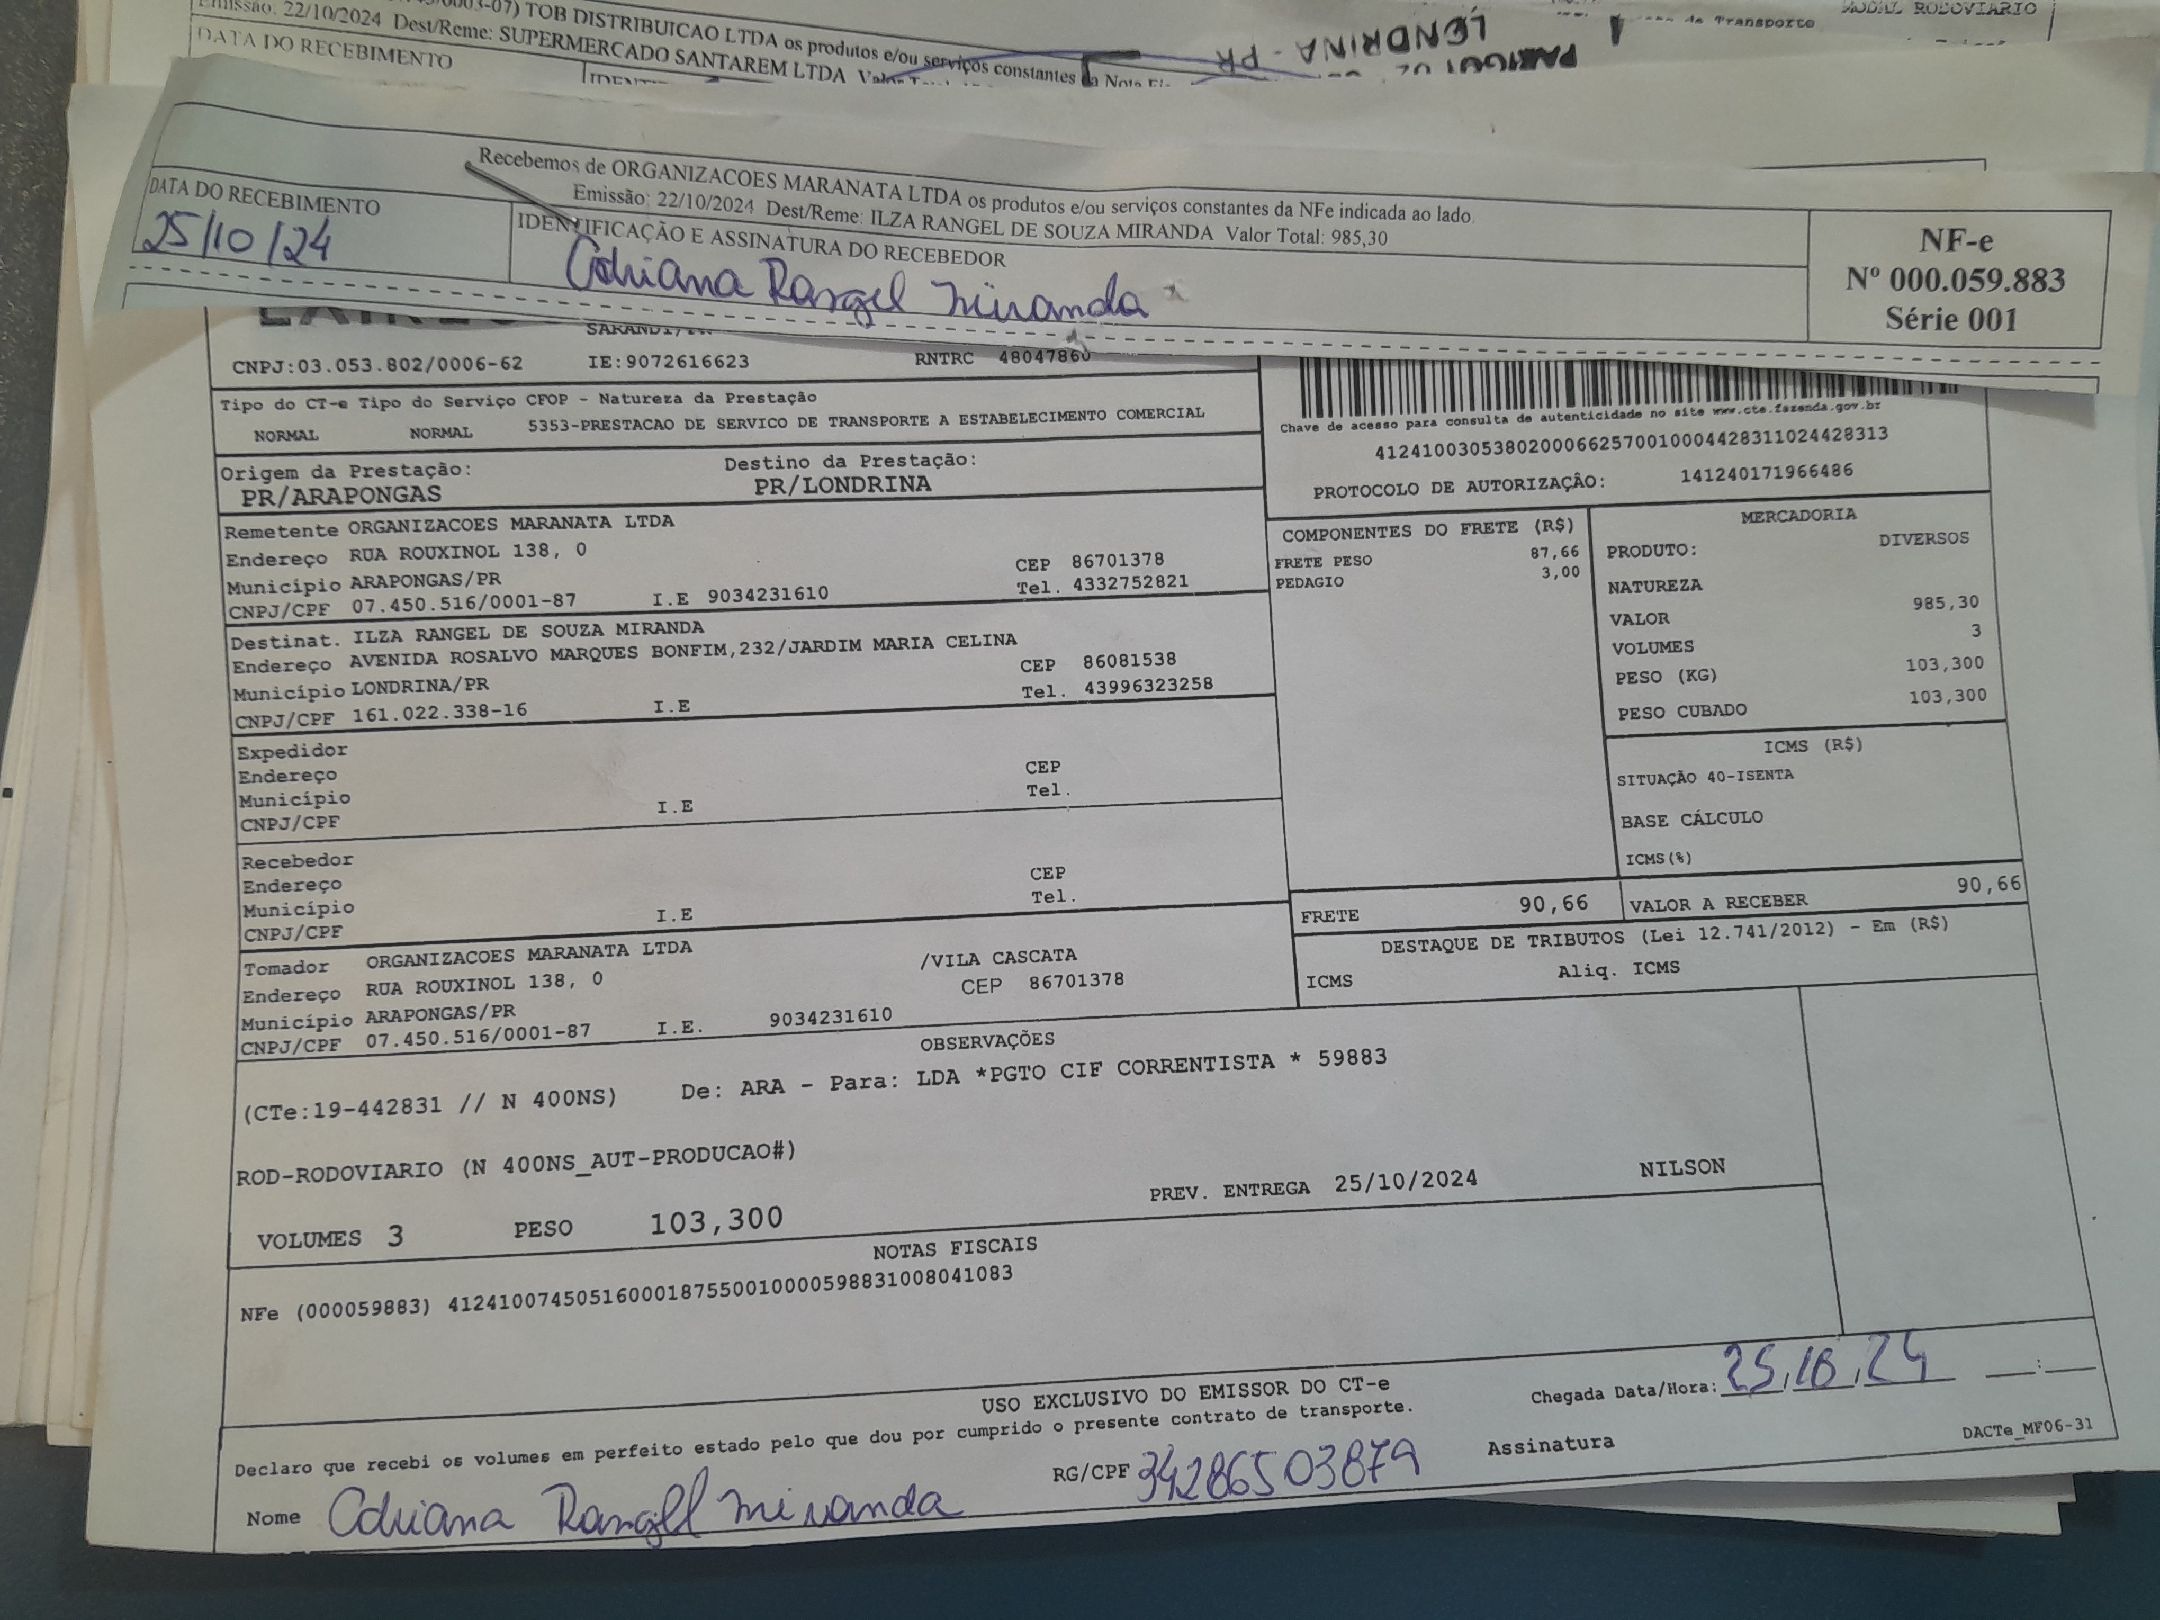 0003-07) TOB DISTRIBUICAO LTDA os produtos e/ou serviços constantes da Nota
Emissão: 22/10/2024 Dest/Reme: SUPERMERCADO SANTAREM LTDA
DATA DO RECEBIMENTO
de Transporte
MODAL RODOVIARIO
LENDRINA - PR
Recebemos de ORGANIZACOES MARANATA LTDA os produtos e/ou serviços constantes da NFe indicada ao lado.
Emissão: 22/10/2024 Dest/Reme: ILZA RANGEL DE SOUZA MIRANDA Valor Total: 985,30
DATA DO RECEBIMENTO
25/10/24
IDENTIFICAÇÃO E ASSINATURA DO RECEBEDOR
Adriana Rangel Miranda
NF-e
Nº 000.059.883
Série 001
CNPJ:03.053.802/0006-62 IE:9072616623 RNTRC 48047860
Tipo do CT-e Tipo do Serviço CFOP - Natureza da Prestação
NORMAL NORMAL 5353-PRESTACAO DE SERVICO DE TRANSPORTE A ESTABELECIMENTO COMERCIAL
Chave de acesso para consulta de autenticidade no site www.cte.fazenda.gov.br
41241003053802000662570010004428311024428313
PROTOCOLO DE AUTORIZAÇÂO: 141240171966486
Origem da Prestação: Destino da Prestação:
PR/ARAPONGAS PR/LONDRINA
Remetente ORGANIZACOES MARANATA LTDA
Endereço RUA ROUXINOL 138, 0 CEP 86701378
Município ARAPONGAS/PR Tel. 4332752821
CNPJ/CPF 07.450.516/0001-87 I.E 9034231610
Destinat. ILZA RANGEL DE SOUZA MIRANDA
Endereço AVENIDA ROSALVO MARQUES BONFIM,232/JARDIM MARIA CELINA
CEP 86081538
Município LONDRINA/PR Tel. 43996323258
CNPJ/CPF 161.022.338-16 I.E
Expedidor
Endereço CEP
Município Tel.
CNPJ/CPF I.E
Recebedor
Endereço CEP
Município Tel.
CNPJ/CPF I.E
Tomador ORGANIZACOES MARANATA LTDA /VILA CASCATA
Endereço RUA ROUXINOL 138, 0 CEP 86701378
Município ARAPONGAS/PR
CNPJ/CPF 07.450.516/0001-87 I.E. 9034231610
COMPONENTES DO FRETE (R$)
FRETE PESO 87,66
PEDAGIO 3,00
MERCADORIA
PRODUTO: DIVERSOS
NATUREZA
VALOR 985,30
VOLUMES 3
PESO (KG) 103,300
PESO CUBADO 103,300
ICMS (R$)
SITUAÇÃO 40-ISENTA
BASE CÁLCULO
ICMS(%)
FRETE 90,66 VALOR A RECEBER 90,66
DESTAQUE DE TRIBUTOS (Lei 12.741/2012) - Em (R$)
ICMS Aliq. ICMS
OBSERVAÇÕES
(CTe:19-442831 // N 400NS) De: ARA - Para: LDA *PGTO CIF CORRENTISTA * 59883
ROD-RODOVIARIO (N 400NS_AUT-PRODUCAO#)
PREV. ENTREGA 25/10/2024 NILSON
VOLUMES 3 PESO 103,300
NOTAS FISCAIS
NFe (000059883) 41241007450516000187550010000598831008041083
USO EXCLUSIVO DO EMISSOR DO CT-e
Declaro que recebi os volumes em perfeito estado pelo que dou por cumprido o presente contrato de transporte.
Chegada Data/Hora: 25/10/24 __:__
Nome Adriana Rangel Miranda RG/CPF 34286503879 Assinatura
DACTe_MF06-31